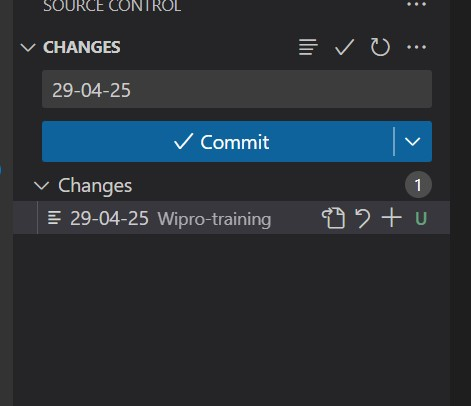 SOURCE CONTROL
CHANGES
29-04-25
Commit
Changes 1
29-04-25 Wipro-training U